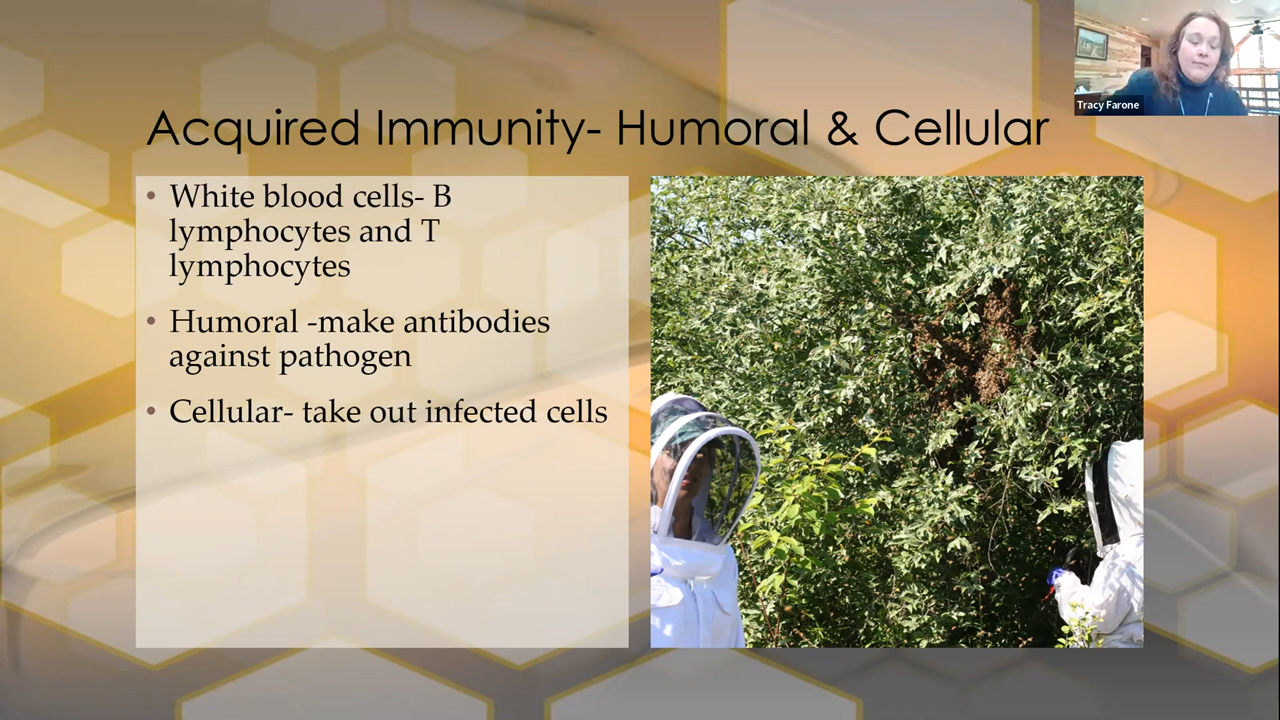 Tracy Farone
Acquired Immunity- Humoral & Cellular
• White blood cells- B
lymphocytes and T
lymphocytes
• Humoral -make antibodies
against pathogen
• Cellular- take out infected cells